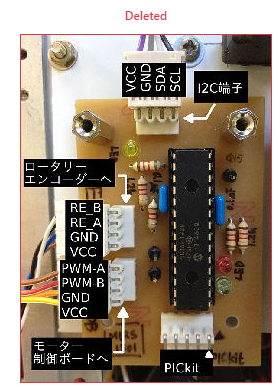 Deleted
VCC
GND
SDA
SCL
I2C端子
ロータリー
エンコーダーへ
RE_B
RE_A
GND
VCC
PWM-A
PWM-B
GND
VCC
モーター
制御ボードへ
PICkit